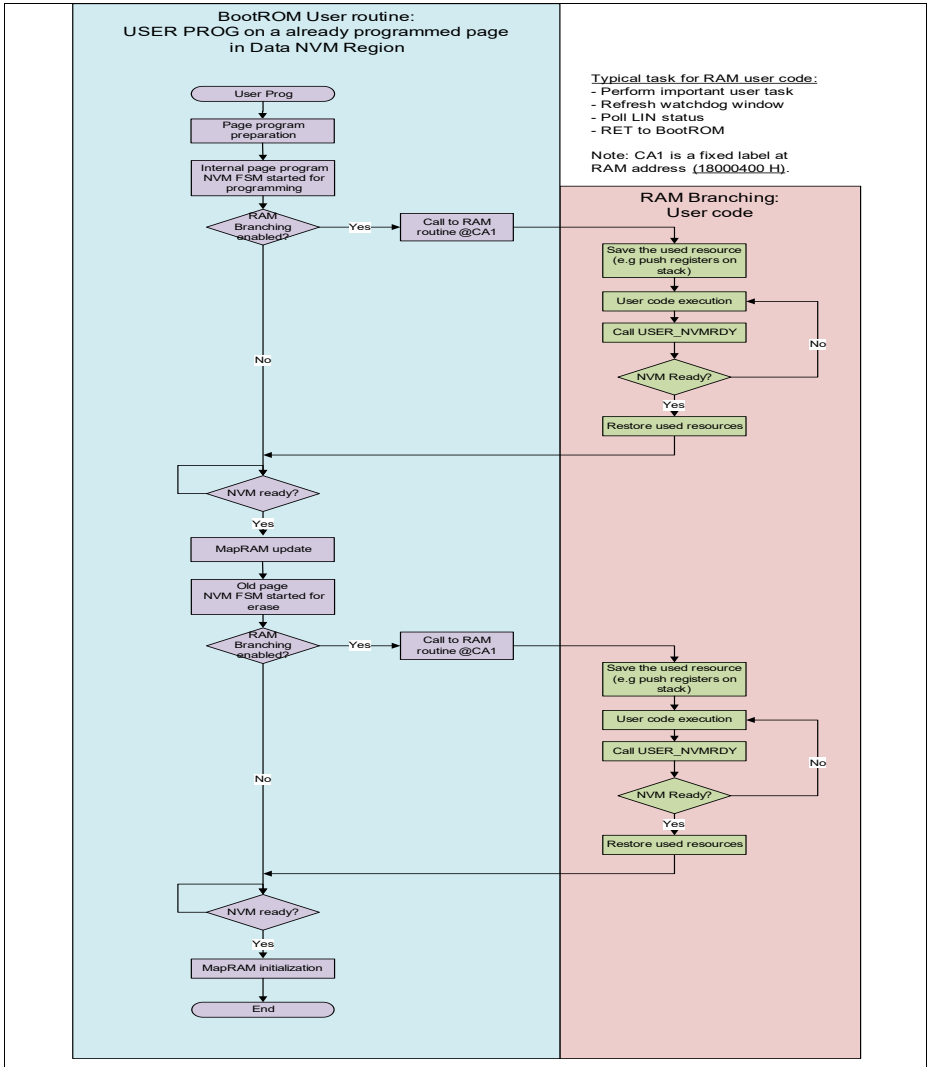 BootROM User routine:
USER PROG on a already programmed page
in Data NVM Region
Typical task for RAM user code:
- Perform important user task
- Refresh watchdog window
- Poll LIN status
- RET to BootROM
Note: CA1 is a fixed label at
RAM address (18000400 H).
User Prog
Page program
preparation
Internal page program
NVM FSM started for
programming
RAM
Branching
enabled?
Yes
Call to RAM
routine @CA1
No
RAM Branching:
User code
Save the used resource
(e.g push registers on
stack)
User code execution
Call USER_NVMRDY
No
NVM Ready?
Yes
Restore used resources
NVM ready?
Yes
MapRAM update
Old page
NVM FSM started for
erase
RAM
Branching
enabled?
Yes
Call to RAM
routine @CA1
No
Save the used resource
(e.g push registers on
stack)
User code execution
Call USER_NVMRDY
No
NVM Ready?
Yes
Restore used resources
NVM ready?
Yes
MapRAM initialization
End